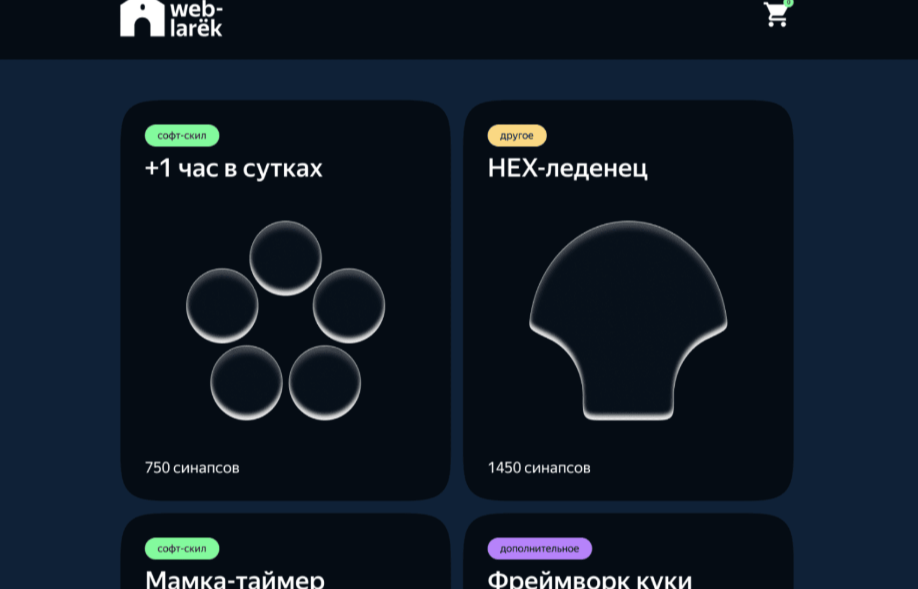 web-
larёk
0
софт-скил
+1 час в сутках
750 синапсов
другое
HEX-леденец
1450 синапсов
софт-скил
Мамка-таймер
дополнительное
Фреймворк куки